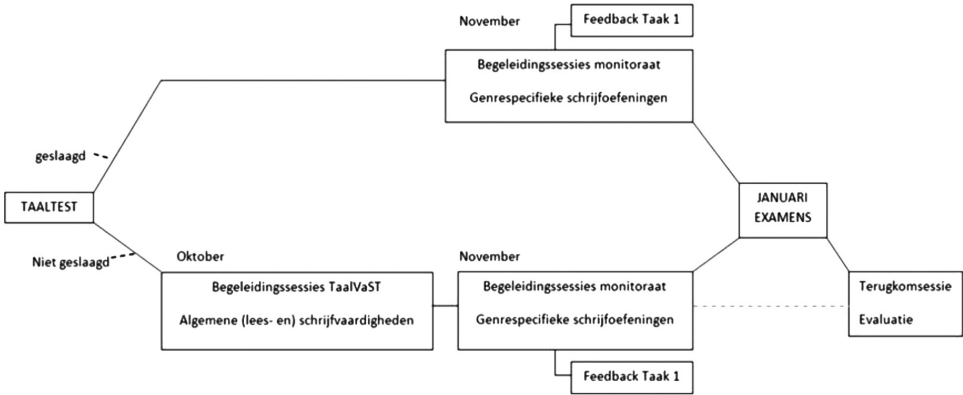 November
Feedback Taak 1
Begeleidingssessies monitoraat
Genrespecifieke schrijfoefeningen
geslaagd
TAALTEST
Niet geslaagd
JANUARI
EXAMENS
Oktober
Begeleidingssessies TaalVaST
Algemene (lees- en) schrijfvaardigheden
November
Begeleidingssessies monitoraat
Genrespecifieke schrijfoefeningen
Feedback Taak 1
Terugkomsessie
Evaluatie